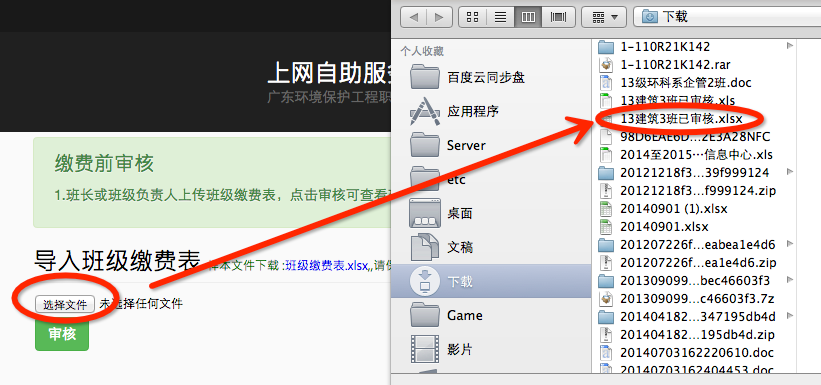 上网自助服务
广东环境保护工程职
缴费前审核
1.班长或班级负责人上传班级缴费表，点击审核可查看
导入班级缴费表 样本文件下载 :班级缴费表.xlsx,,请保
选择文件 未选择任何文件
审核
下载
个人收藏
百度云同步盘
应用程序
Server
etc
桌面
文稿
下载
Game
影片
1-110R21K142
1-110R21K142.rar
13级环科系企管2班.doc
13建筑3班已审核.xls
13建筑3班已审核.xlsx
98D6EAE6D...2E3A28NFC
2014至2015⋯信息中心.xls
20121218f3...39f999124
20121218f3...f999124.zip
20140901 (1).xlsx
20140901.xlsx
201207226f...eabea1e4d6
201207226f...ea1e4d6.zip
201309099...bec46603f3
201309099...c46603f3.7z
201404182...347195db4d
201404182...195db4d.zip
20140703162220610.doc
20140703162404453.doc